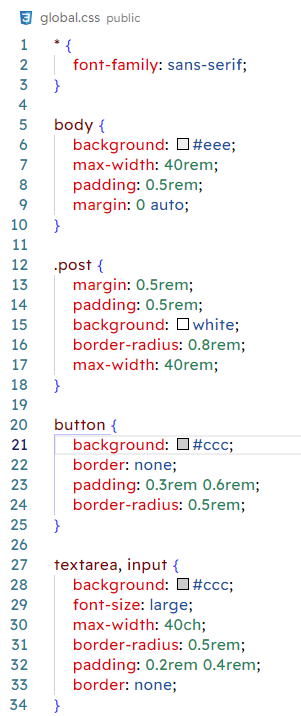 global.css public
1 * {
2 font-family: sans-serif;
3 }
4
5 body {
6 background: #eee;
7 max-width: 40rem;
8 padding: 0.5rem;
9 margin: 0 auto;
10 }
11
12 .post {
13 margin: 0.5rem;
14 padding: 0.5rem;
15 background: white;
16 border-radius: 0.8rem;
17 max-width: 40rem;
18 }
19
20 button {
21 background: #ccc;
22 border: none;
23 padding: 0.3rem 0.6rem;
24 border-radius: 0.5rem;
25 }
26
27 textarea, input {
28 background: #ccc;
29 font-size: large;
30 max-width: 40ch;
31 border-radius: 0.5rem;
32 padding: 0.2rem 0.4rem;
33 border: none;
34 }